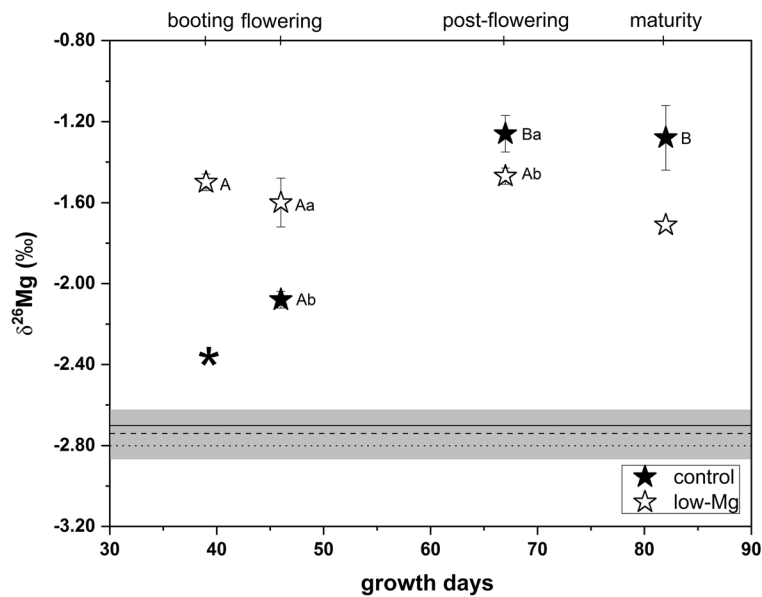 booting flowering post-flowering maturity
-0.80
-1.20
-1.60
-2.00
-2.40
-2.80
-3.20
δ26Mg (‰)
Ba
B
A
Ab
Aa
Ab
*
control
low-Mg
30 40 50 60 70 80 90
growth days